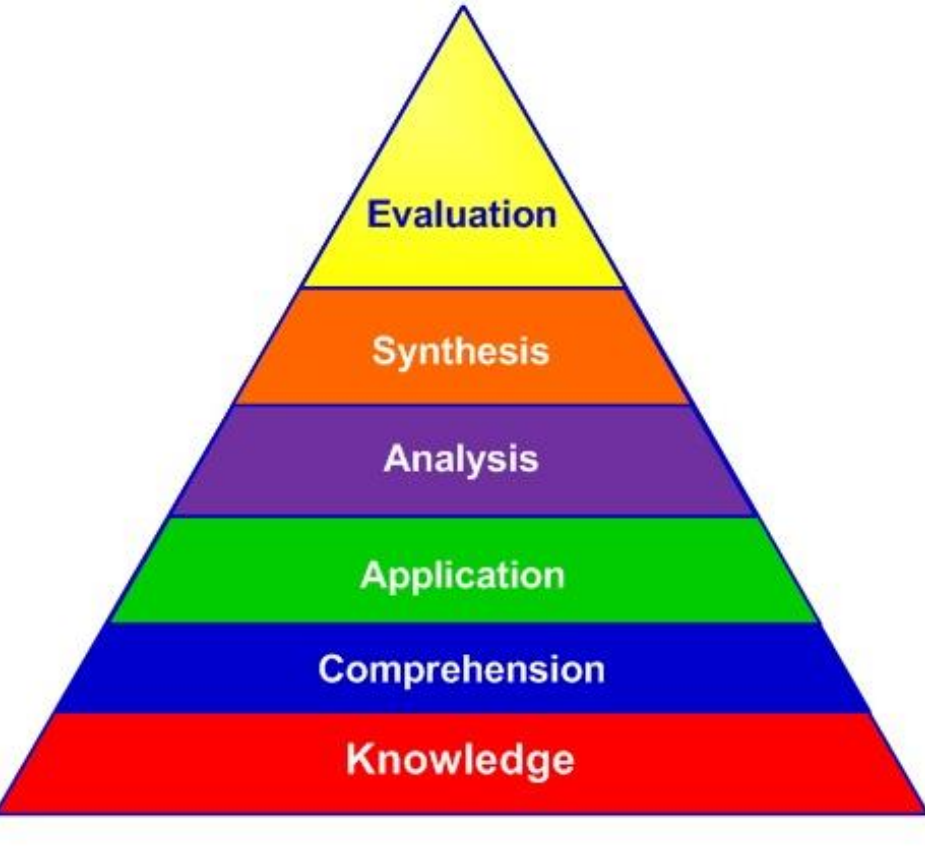 Evaluation
Synthesis
Analysis
Application
Comprehension
Knowledge